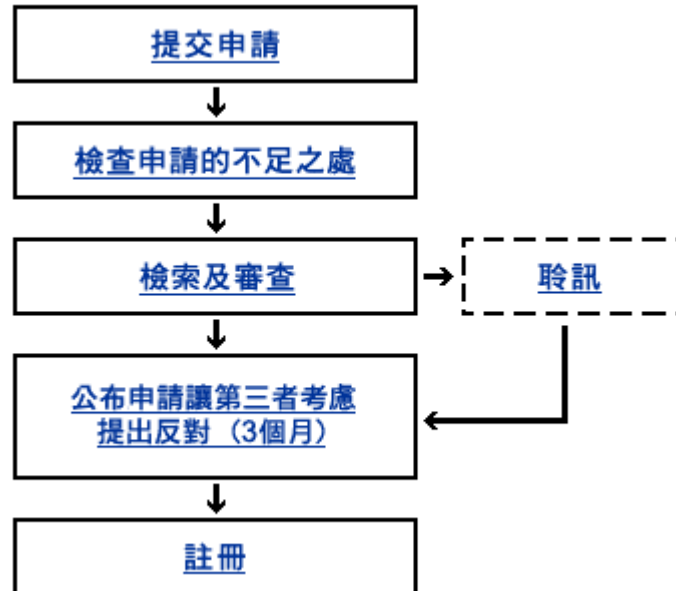 提交申請
檢查申請的不足之處
檢索及審查
聆訊
公布申請讓第三者考慮
提出反對（3個月）
註冊